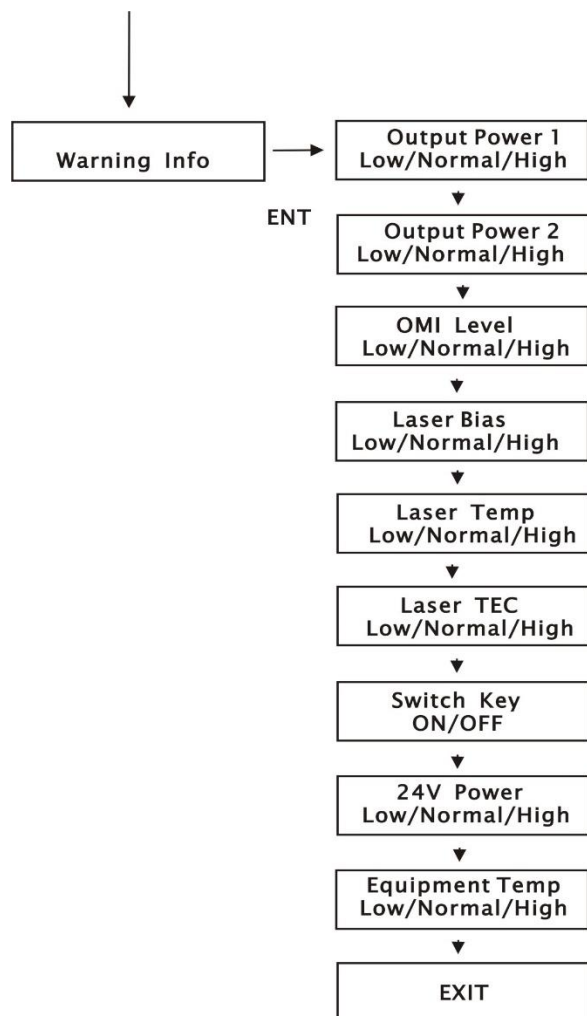 Warning Info
ENT
Output Power 1
Low/Normal/High
Output Power 2
Low/Normal/High
OMI Level
Low/Normal/High
Laser Bias
Low/Normal/High
Laser Temp
Low/Normal/High
Laser TEC
Low/Normal/High
Switch Key
ON/OFF
24V Power
Low/Normal/High
Equipment Temp
Low/Normal/High
EXIT